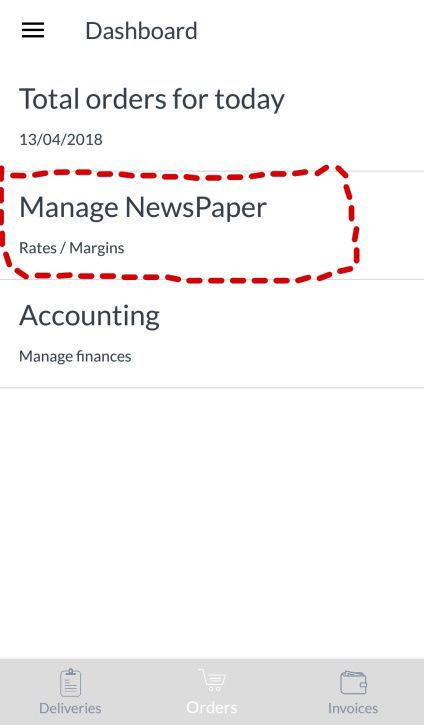 Dashboard
Total orders for today
13/04/2018
Manage NewsPaper
Rates / Margins
Accounting
Manage finances
Deliveries
Orders
Invoices